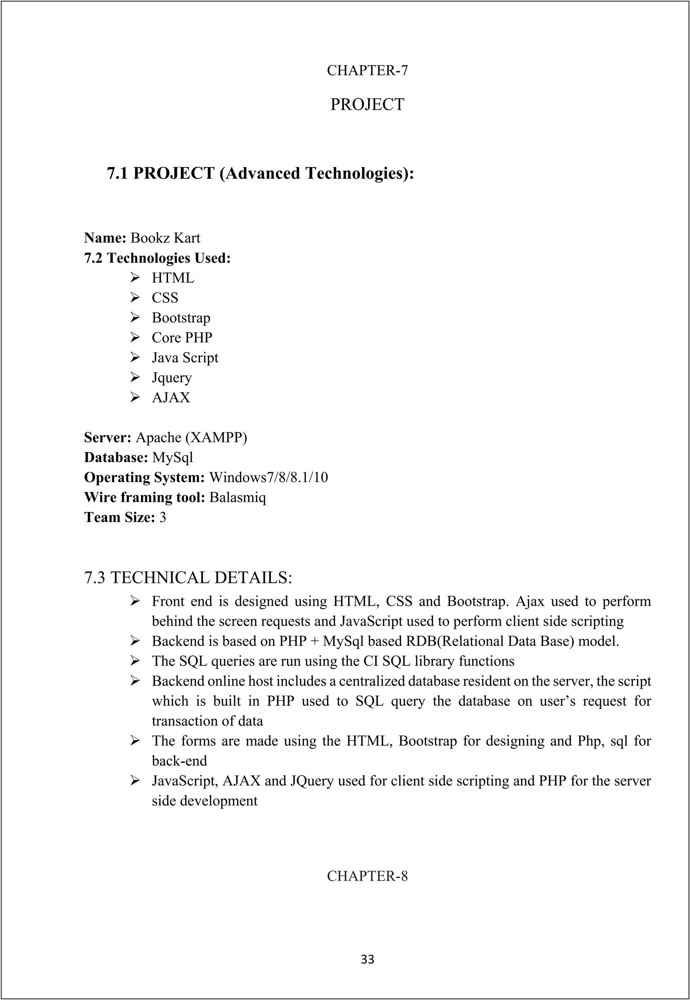 CHAPTER-7
PROJECT
7.1 PROJECT (Advanced Technologies):
Name: Bookz Kart
7.2 Technologies Used:
➢ HTML
➢ CSS
➢ Bootstrap
➢ Core PHP
➢ Java Script
➢ Jquery
➢ AJAX
Server: Apache (XAMPP)
Database: MySql
Operating System: Windows7/8/8.1/10
Wire framing tool: Balasmiq
Team Size: 3
7.3 TECHNICAL DETAILS:
➢ Front end is designed using HTML, CSS and Bootstrap. Ajax used to perform
behind the screen requests and JavaScript used to perform client side scripting
➢ Backend is based on PHP + MySql based RDB(Relational Data Base) model.
➢ The SQL queries are run using the CI SQL library functions
➢ Backend online host includes a centralized database resident on the server, the script
which is built in PHP used to SQL query the database on user’s request for
transaction of data
➢ The forms are made using the HTML, Bootstrap for designing and Php, sql for
back-end
➢ JavaScript, AJAX and JQuery used for client side scripting and PHP for the server
side development
CHAPTER-8
33